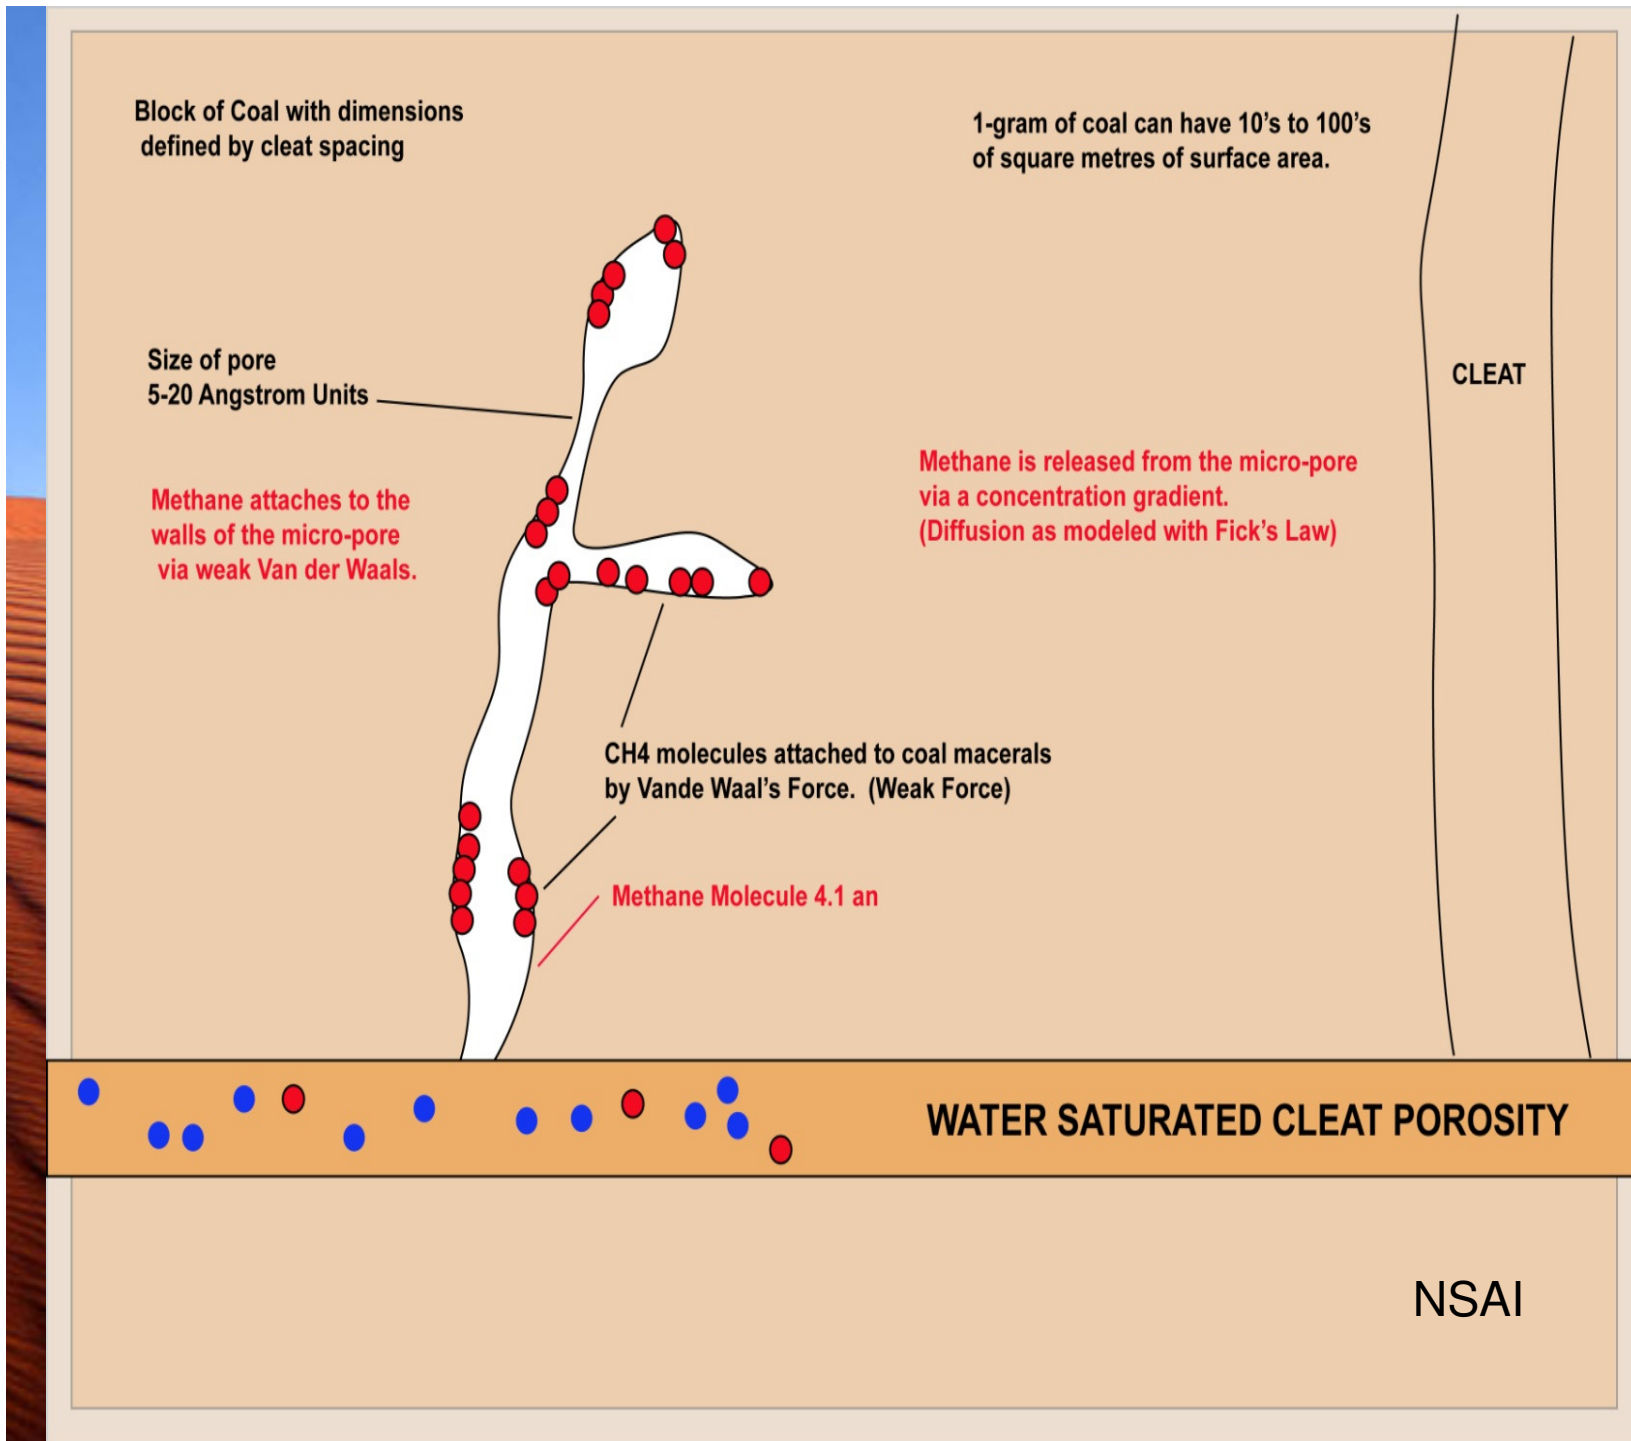 Block of Coal with dimensions
defined by cleat spacing
1-gram of coal can have 10's to 100's
of square metres of surface area.
Size of pore
5-20 Angstrom Units
CLEAT
Methane attaches to the
walls of the micro-pore
via weak Van der Waals.
Methane is released from the micro-pore
via a concentration gradient.
(Diffusion as modeled with Fick's Law)
CH4 molecules attached to coal macerals
by Vande Waal's Force.  (Weak Force)
Methane Molecule 4.1 an
WATER SATURATED CLEAT POROSITY
NSAI